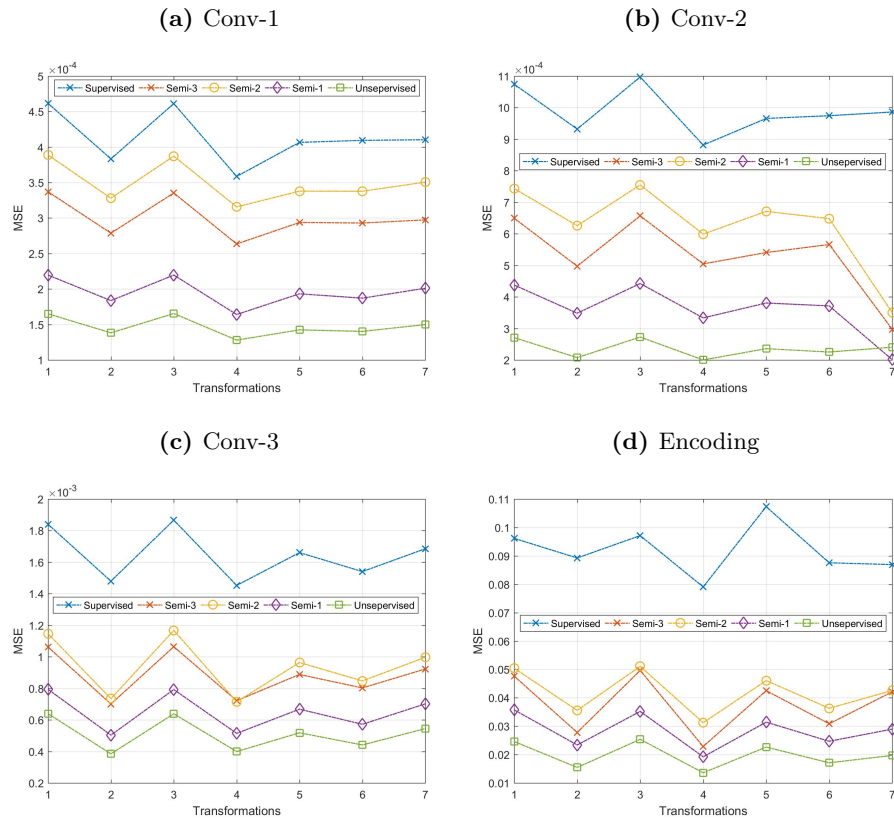 (a) Conv-1
×10⁻⁴
5
4.5
4
3.5
3
2.5
2
1.5
1
MSE
Supervised Semi-3 Semi-2 Semi-1 Unsepervised
1 2 3 4 5 6 7
Transformations
(b) Conv-2
×10⁻⁴
11
10
9
8
7
6
5
4
3
2
MSE
Supervised Semi-3 Semi-2 Semi-1 Unsepervised
1 2 3 4 5 6 7
Transformations
(c) Conv-3
×10⁻³
2
1.8
1.6
1.4
1.2
1
0.8
0.6
0.4
0.2
MSE
Supervised Semi-3 Semi-2 Semi-1 Unsepervised
1 2 3 4 5 6 7
Transformations
(d) Encoding
0.11
0.1
0.09
0.08
0.07
0.06
0.05
0.04
0.03
0.02
0.01
MSE
Supervised Semi-3 Semi-2 Semi-1 Unsepervised
1 2 3 4 5 6 7
Transformations